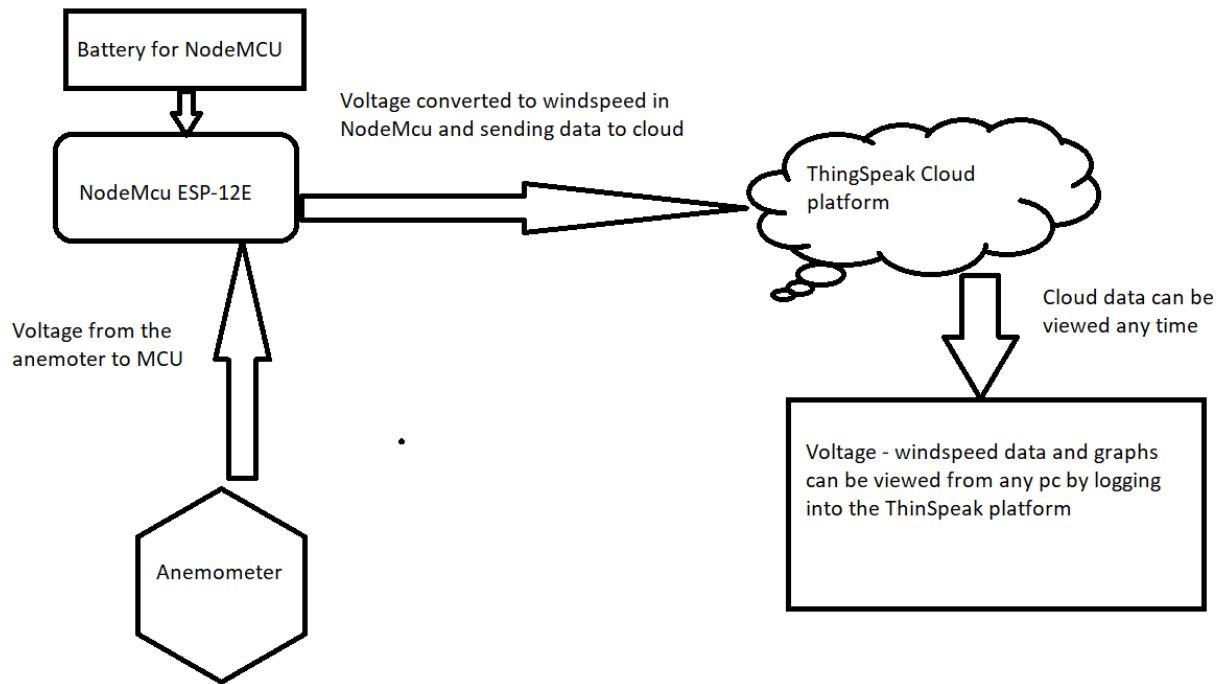 Battery for NodeMCU
Voltage converted to windspeed in
NodeMcu and sending data to cloud
NodeMcu ESP-12E
ThingSpeak Cloud
platform
Voltage from the
anemoter to MCU
Cloud data can be
viewed any time
Voltage - windspeed data and graphs
can be viewed from any pc by logging
into the ThinSpeak platform
Anemometer